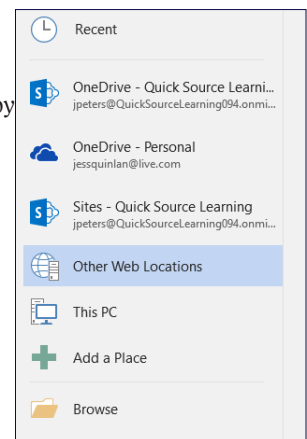 Recent
by
OneDrive - Quick Source Learni...
jpeters@QuickSourceLearning094.onmi...
OneDrive - Personal
jessquinlan@live.com
Sites - Quick Source Learning
jpeters@QuickSourceLearning094.onmi...
Other Web Locations
This PC
Add a Place
Browse